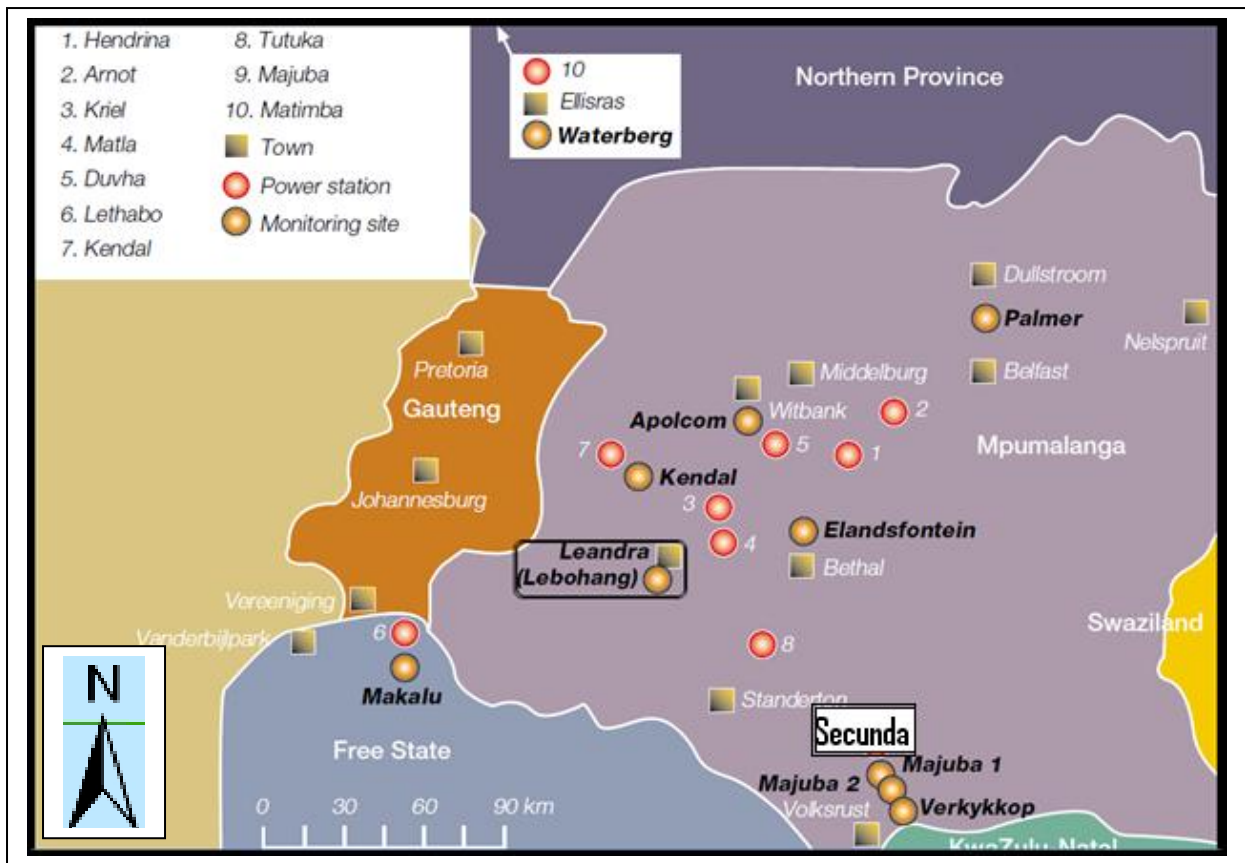 1. Hendrina
2. Arnot
3. Kriel
4. Matla
5. Duvha
6. Lethabo
7. Kendal
8. Tutuka
9. Majuba
10. Matimba
Town
Power station
Monitoring site
10
Ellisras
Waterberg
Northern Province
Dullstroom
Palmer
Nelspruit
Pretoria
Middelburg
Belfast
Gauteng
Witbank
2
Apolcom
Mpumalanga
7
5
1
Kendal
Johannesburg
3
Elandsfontein
4
Leandra
(Lebohang)
Bethal
Vereeniging
Swaziland
Vanderbijlpark
6
8
N
Makalu
Standerton
Secunda
Free State
Majuba 1
Majuba 2
Volksrust
Verkykkop
0 30 60 90 km
KwaZulu-Natal